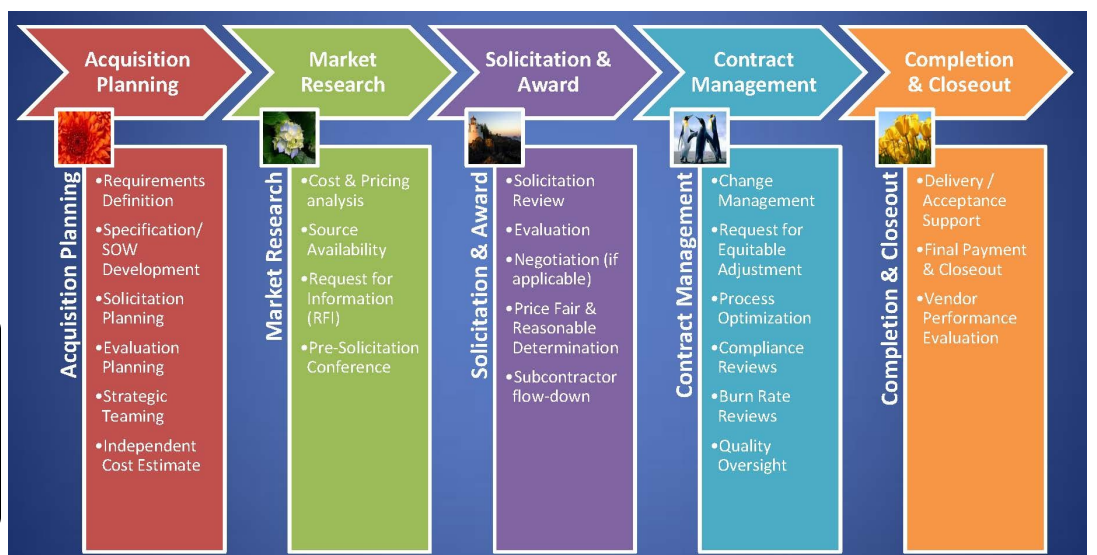 Acquisition
Planning
Market
Research
Solicitation &
Award
Contract
Management
Completion
& Closeout
Acquisition Planning
•Requirements
Definition
•Specification/
SOW
Development
•Solicitation
Planning
•Evaluation
Planning
•Strategic
Teaming
•Independent
Cost Estimate
Market Research
•Cost & Pricing
analysis
•Source
Availability
•Request for
Information
(RFI)
•Pre-Solicitation
Conference
Solicitation & Award
•Solicitation
Review
•Evaluation
•Negotiation (if
applicable)
•Price Fair &
Reasonable
Determination
•Subcontractor
flow-down
Contract Management
•Change
Management
•Request for
Equitable
Adjustment
•Process
Optimization
•Compliance
Reviews
•Burn Rate
Reviews
•Quality
Oversight
Completion & Closeout
•Delivery /
Acceptance
Support
•Final Payment
& Closeout
•Vendor
Performance
Evaluation